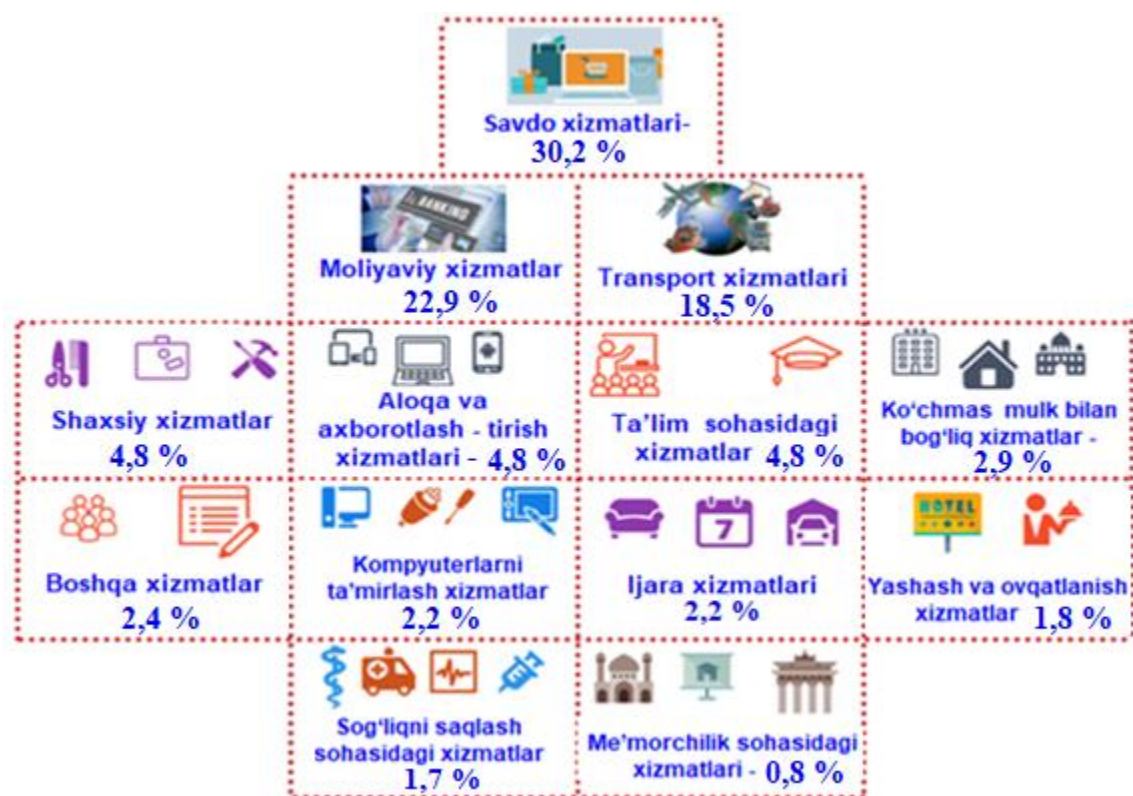 Savdo xizmatlari-
30,2 %
BANKING
Moliyaviy xizmatlar
22,9 %
Transport xizmatlari
18,5 %
Shaxsiy xizmatlar
4,8 %
Aloqa va
axborotlash - tirish
xizmatlari - 4,8 %
Ta’lim sohasidagi
xizmatlar 4,8 %
Ko‘chmas mulk bilan
bog‘liq xizmatlar -
2,9 %
Boshqa xizmatlar
2,4 %
Kompyuterlarni
ta’mirlash xizmatlar
2,2 %
7
Ijara xizmatlari
2,2 %
HOTEL
Yashash va ovqatlanish
xizmatlar 1,8 %
Sog‘liqni saqlash
sohasidagi xizmatlar
1,7 %
Me’morchilik sohasidagi
xizmatlari - 0,8 %